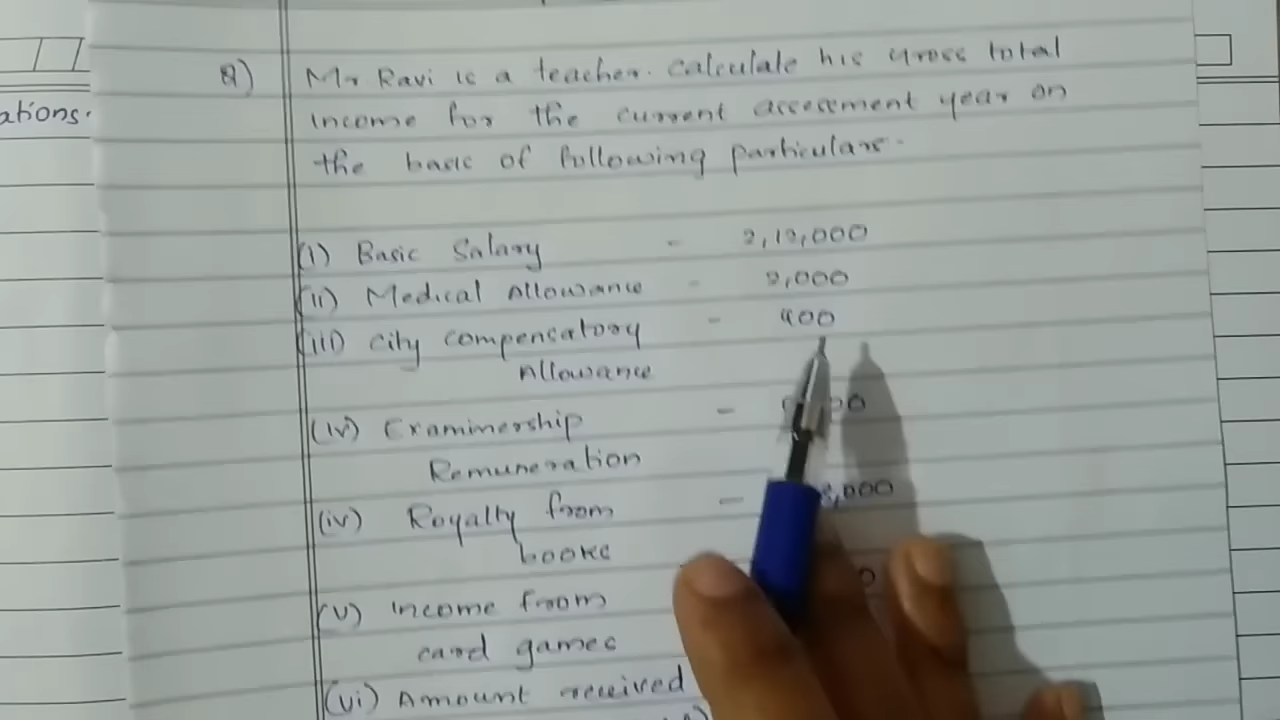 ations.
Q) Mr Ravi is a teacher. calculate his gross total
income for the current assessment year on
the basis of following particulars.
(i) Basic Salary - 2,12,000
(ii) Medical Allowance - 2,000
(iii) city compensatory - 400
Allowance
(iv) Examinership -
Remuneration
(iv) Royalty from - ,000
books
(v) income from
card games
(vi) Amount received